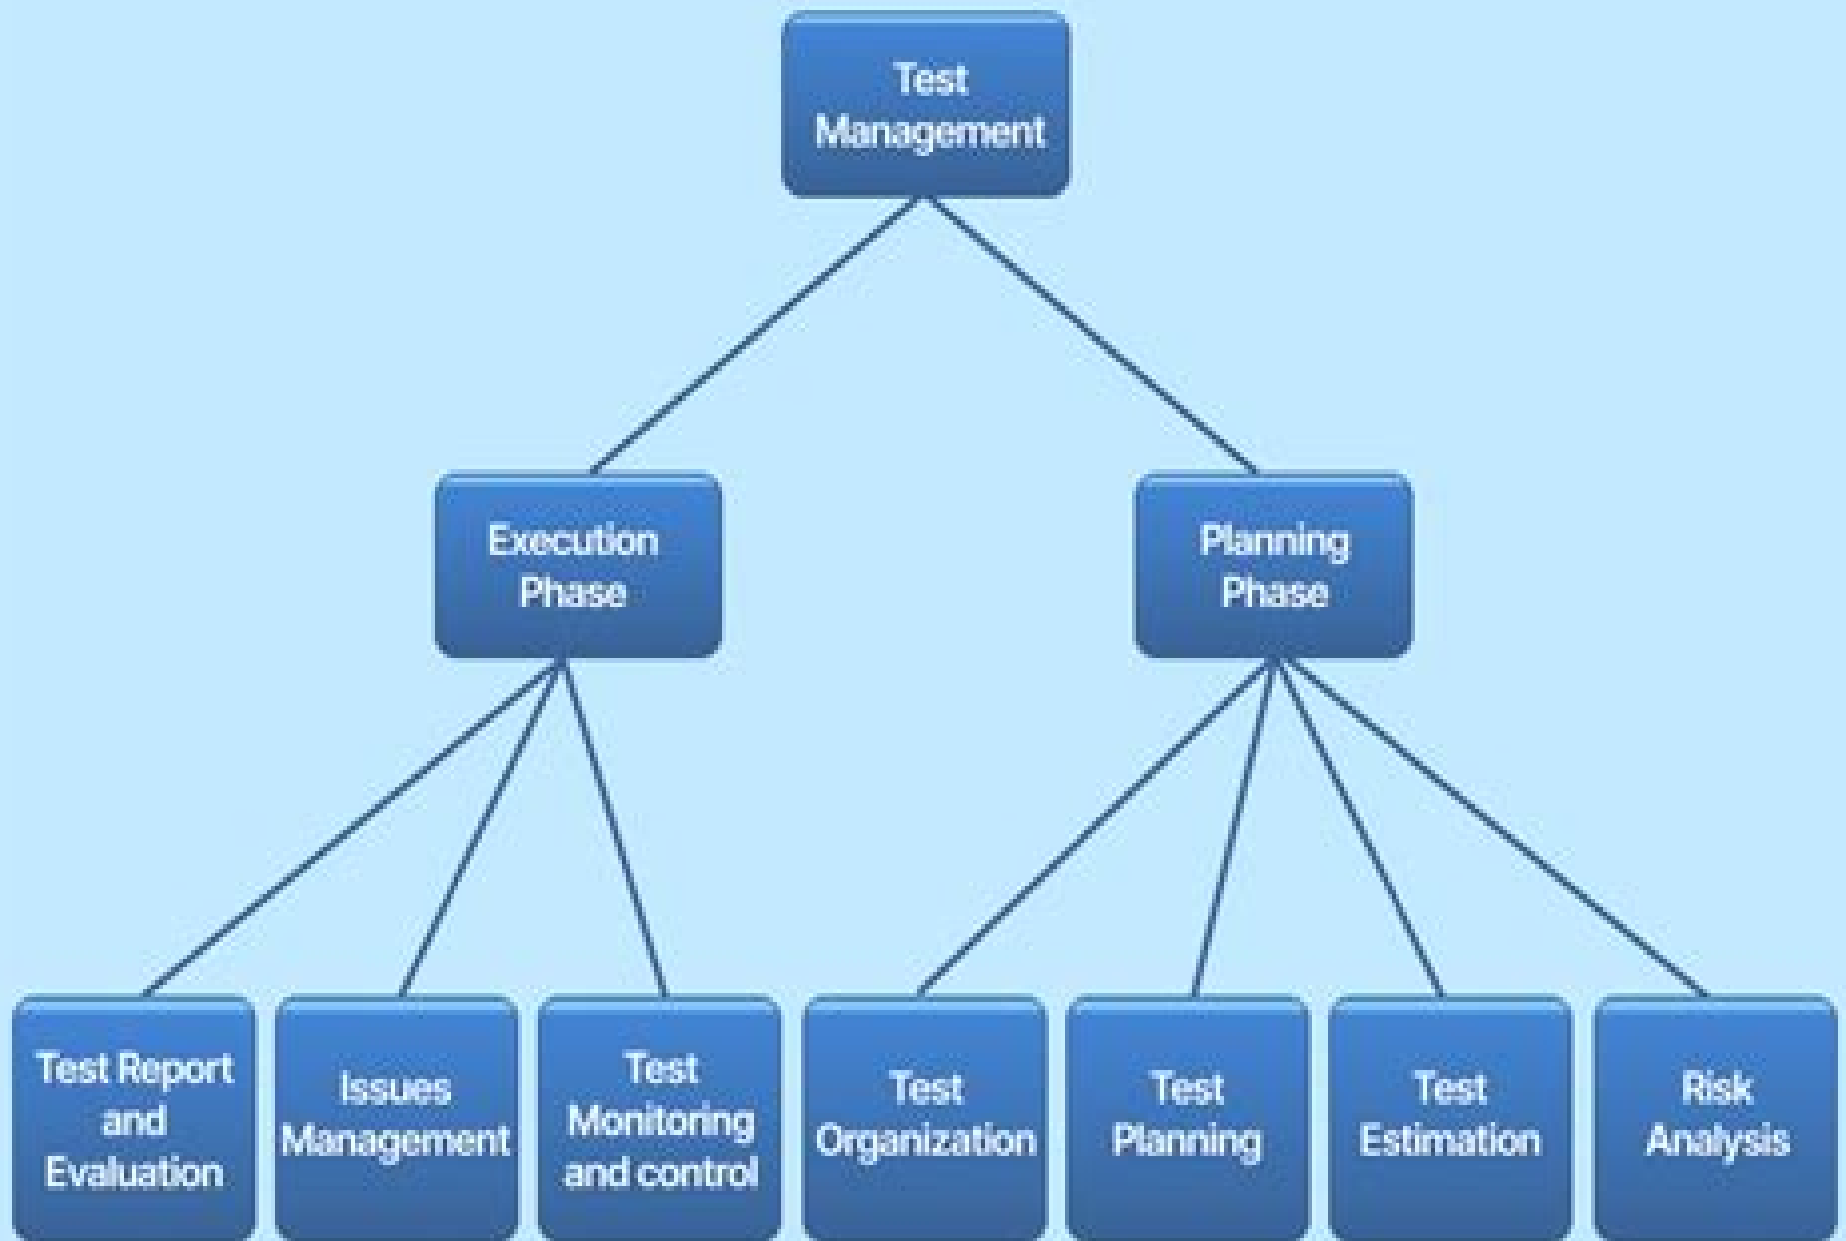 Test
Management
Execution
Phase
Planning
Phase
Test Report
and
Evaluation
Issues
Management
Test
Monitoring
and control
Test
Organization
Test
Planning
Test
Estimation
Risk
Analysis